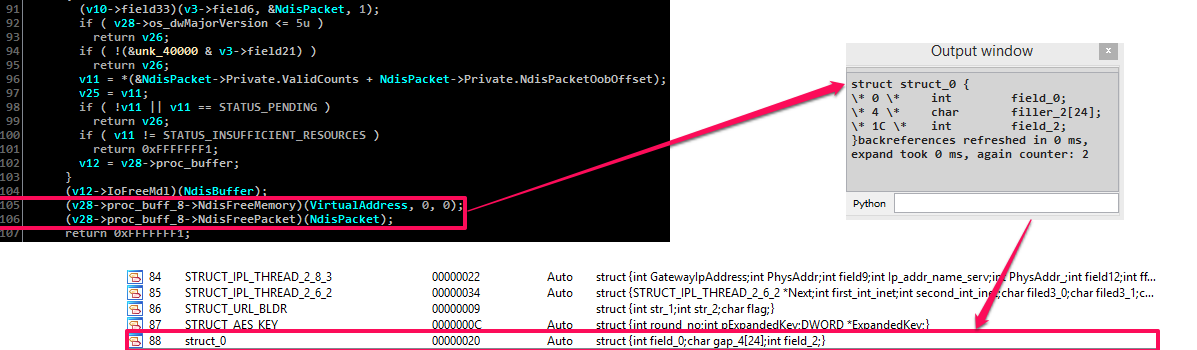 91 (v10->field33)(v3->field6, &NdisPacket, 1);
92 if ( v28->os_dwMajorVersion <= 5u )
93 return v26;
94 if ( !(&unk_40000 & v3->field21) )
95 return v26;
96 v11 = *(&NdisPacket->Private.ValidCounts + NdisPacket->Private.NdisPacketOobOffset);
97 v25 = v11;
98 if ( !v11 || v11 == STATUS_PENDING )
99 return v26;
100 if ( v11 != STATUS_INSUFFICIENT_RESOURCES )
101 return 0xFFFFFFF1;
102 v12 = v28->proc_buffer;
103 }
104 (v12->IoFreeMdl)(NdisBuffer);
105 (v28->proc_buff_8->NdisFreeMemory)(VirtualAddress, 0, 0);
106 (v28->proc_buff_8->NdisFreePacket)(NdisPacket);
107 return 0xFFFFFFF1;
Output window
x
struct struct_0 {
\* 0 \* int field_0;
\* 4 \* char filler_2[24];
\* 1C \* int field_2;
}backreferences refreshed in 0 ms,
expand took 0 ms, again counter: 2
Python
84 STRUCT_IPL_THREAD_2_8_3 00000022 Auto struct {int GatewayIpAddress;int PhysAddr;int field9;int Ip_addr_name_serv;int PhysAddr_;int field12;int ff...
85 STRUCT_IPL_THREAD_2_6_2 00000034 Auto struct {STRUCT_IPL_THREAD_2_6_2 *Next;int first_int_inet;int second_int_inet;char filed3_0;char filed3_1;c...
86 STRUCT_URL_BLDR 00000009 Auto struct {int str_1;int str_2;char flag;}
87 STRUCT_AES_KEY 0000000C Auto struct {int round_no;int pExpandedKey;DWORD *ExpandedKey;}
88 struct_0 00000020 Auto struct {int field_0;char gap_4[24];int field_2;}